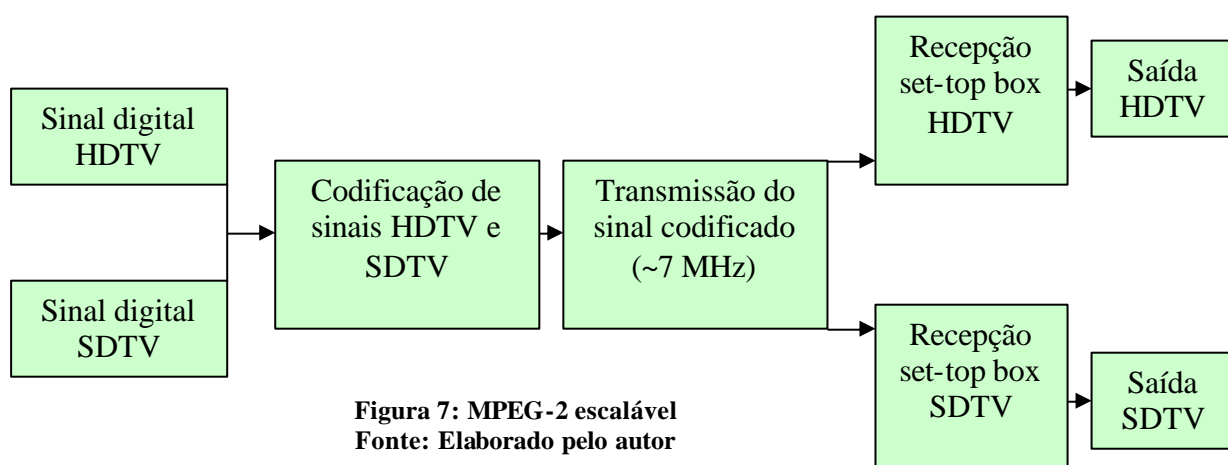 Sinal digital
HDTV
Sinal digital
SDTV
Codificação de
sinais HDTV e
SDTV
Transmissão do
sinal codificado
(~7 MHz)
Recepção
set-top box
HDTV
Saída
HDTV
Recepção
set-top box
SDTV
Saída
SDTV
Figura 7: MPEG-2 escalável
Fonte: Elaborado pelo autor